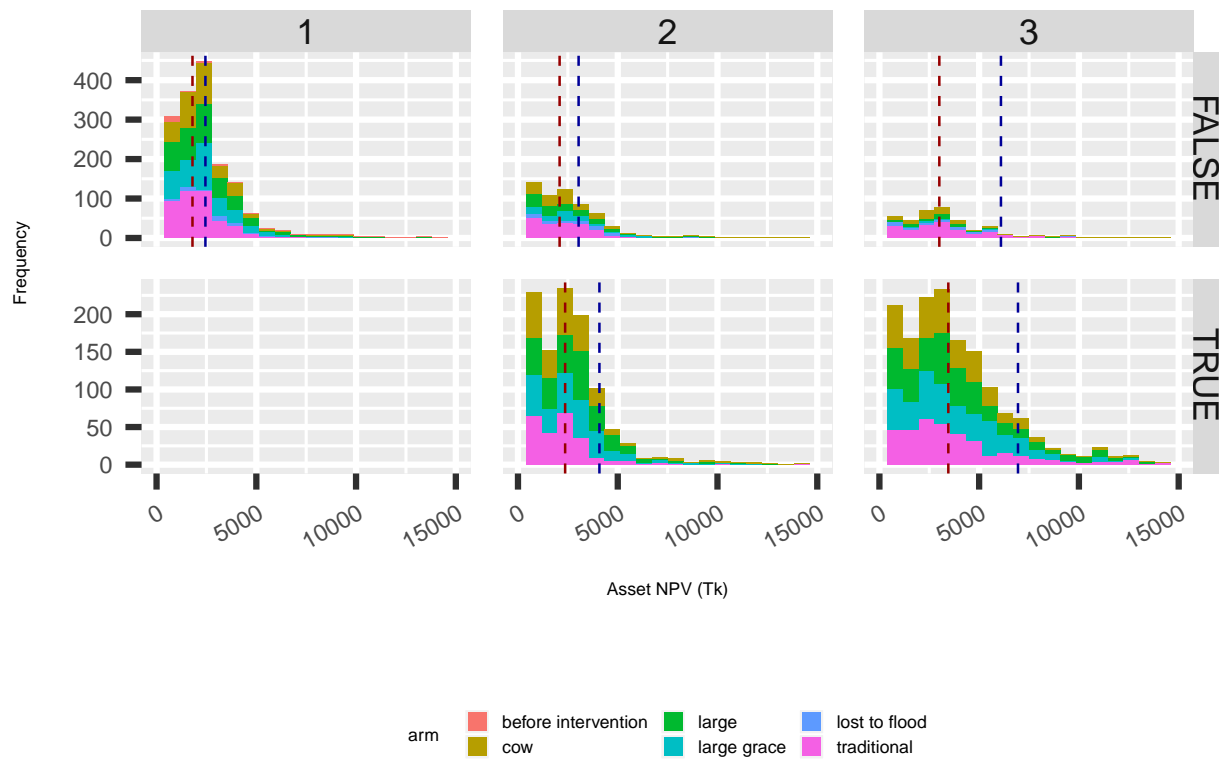 1 2 3
400
300
200
100
0
FALSE
Frequency
200
150
100
50
0
TRUE
0 5000 10000 15000 0 5000 10000 15000 0 5000 10000 15000
Asset NPV (Tk)
arm
before intervention large lost to flood
cow large grace traditional